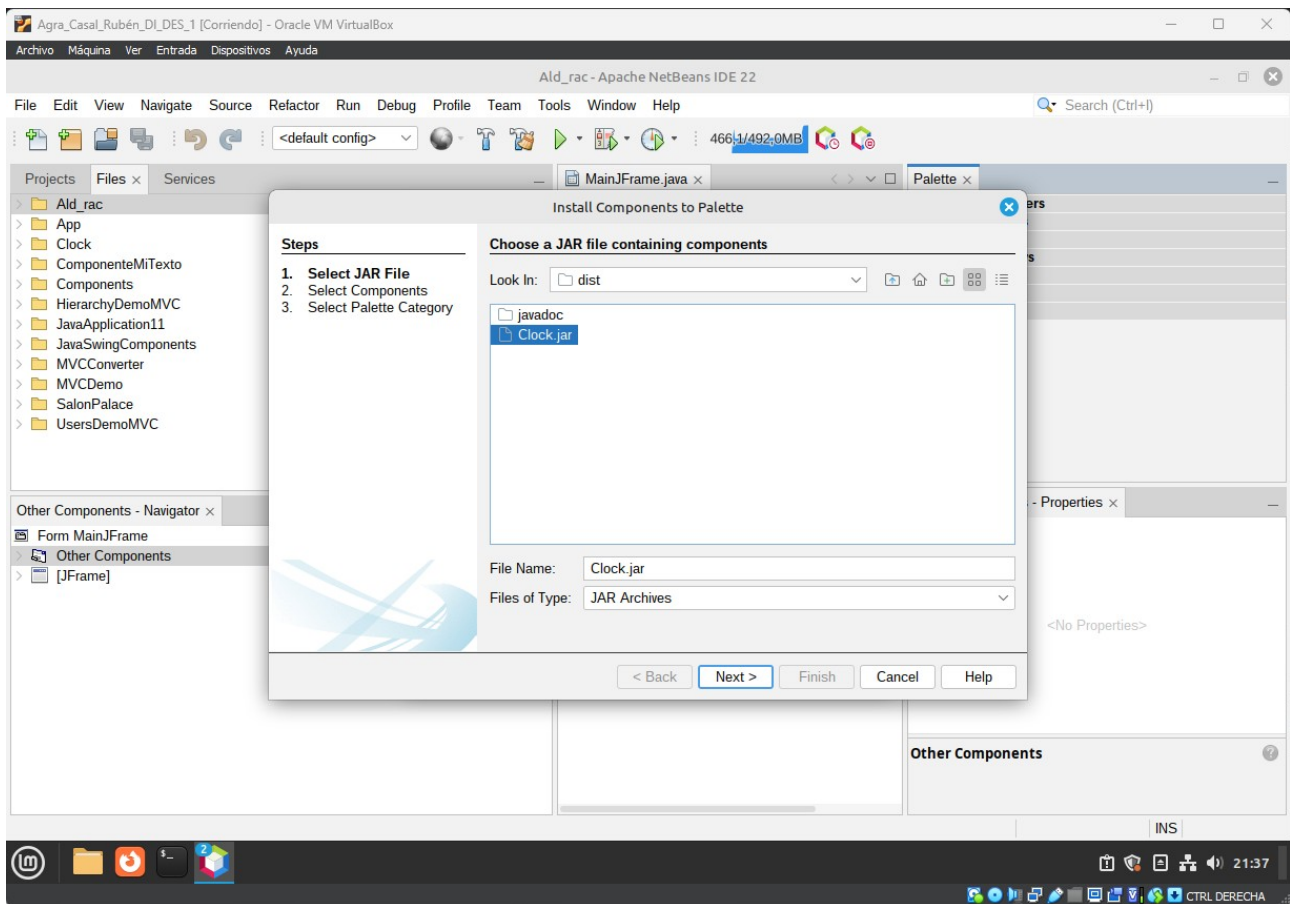 Agra_Casal_Rubén_DI_DES_1 [Corriendo] - Oracle VM VirtualBox
Archivo Máquina Ver Entrada Dispositivos Ayuda
Ald_rac - Apache NetBeans IDE 22
File Edit View Navigate Source Refactor Run Debug Profile Team Tools Window Help
Search (Ctrl+I)
<default config>
466,1/492,0MB
Projects Files Services
MainJFrame.java
Palette
Ald_rac
App
Clock
ComponenteMiTexto
Components
HierarchyDemoMVC
JavaApplication11
JavaSwingComponents
MVCConverter
MVCDemo
SalonPalace
UsersDemoMVC
Other Components - Navigator
Form MainJFrame
Other Components
[JFrame]
Install Components to Palette
Steps
1. Select JAR File
2. Select Components
3. Select Palette Category
Choose a JAR file containing components
Look In: dist
javadoc
Clock.jar
File Name: Clock.jar
Files of Type: JAR Archives
< Back Next > Finish Cancel Help
ers
s
- Properties
<No Properties>
Other Components
INS
2
21:37
CTRL DERECHA